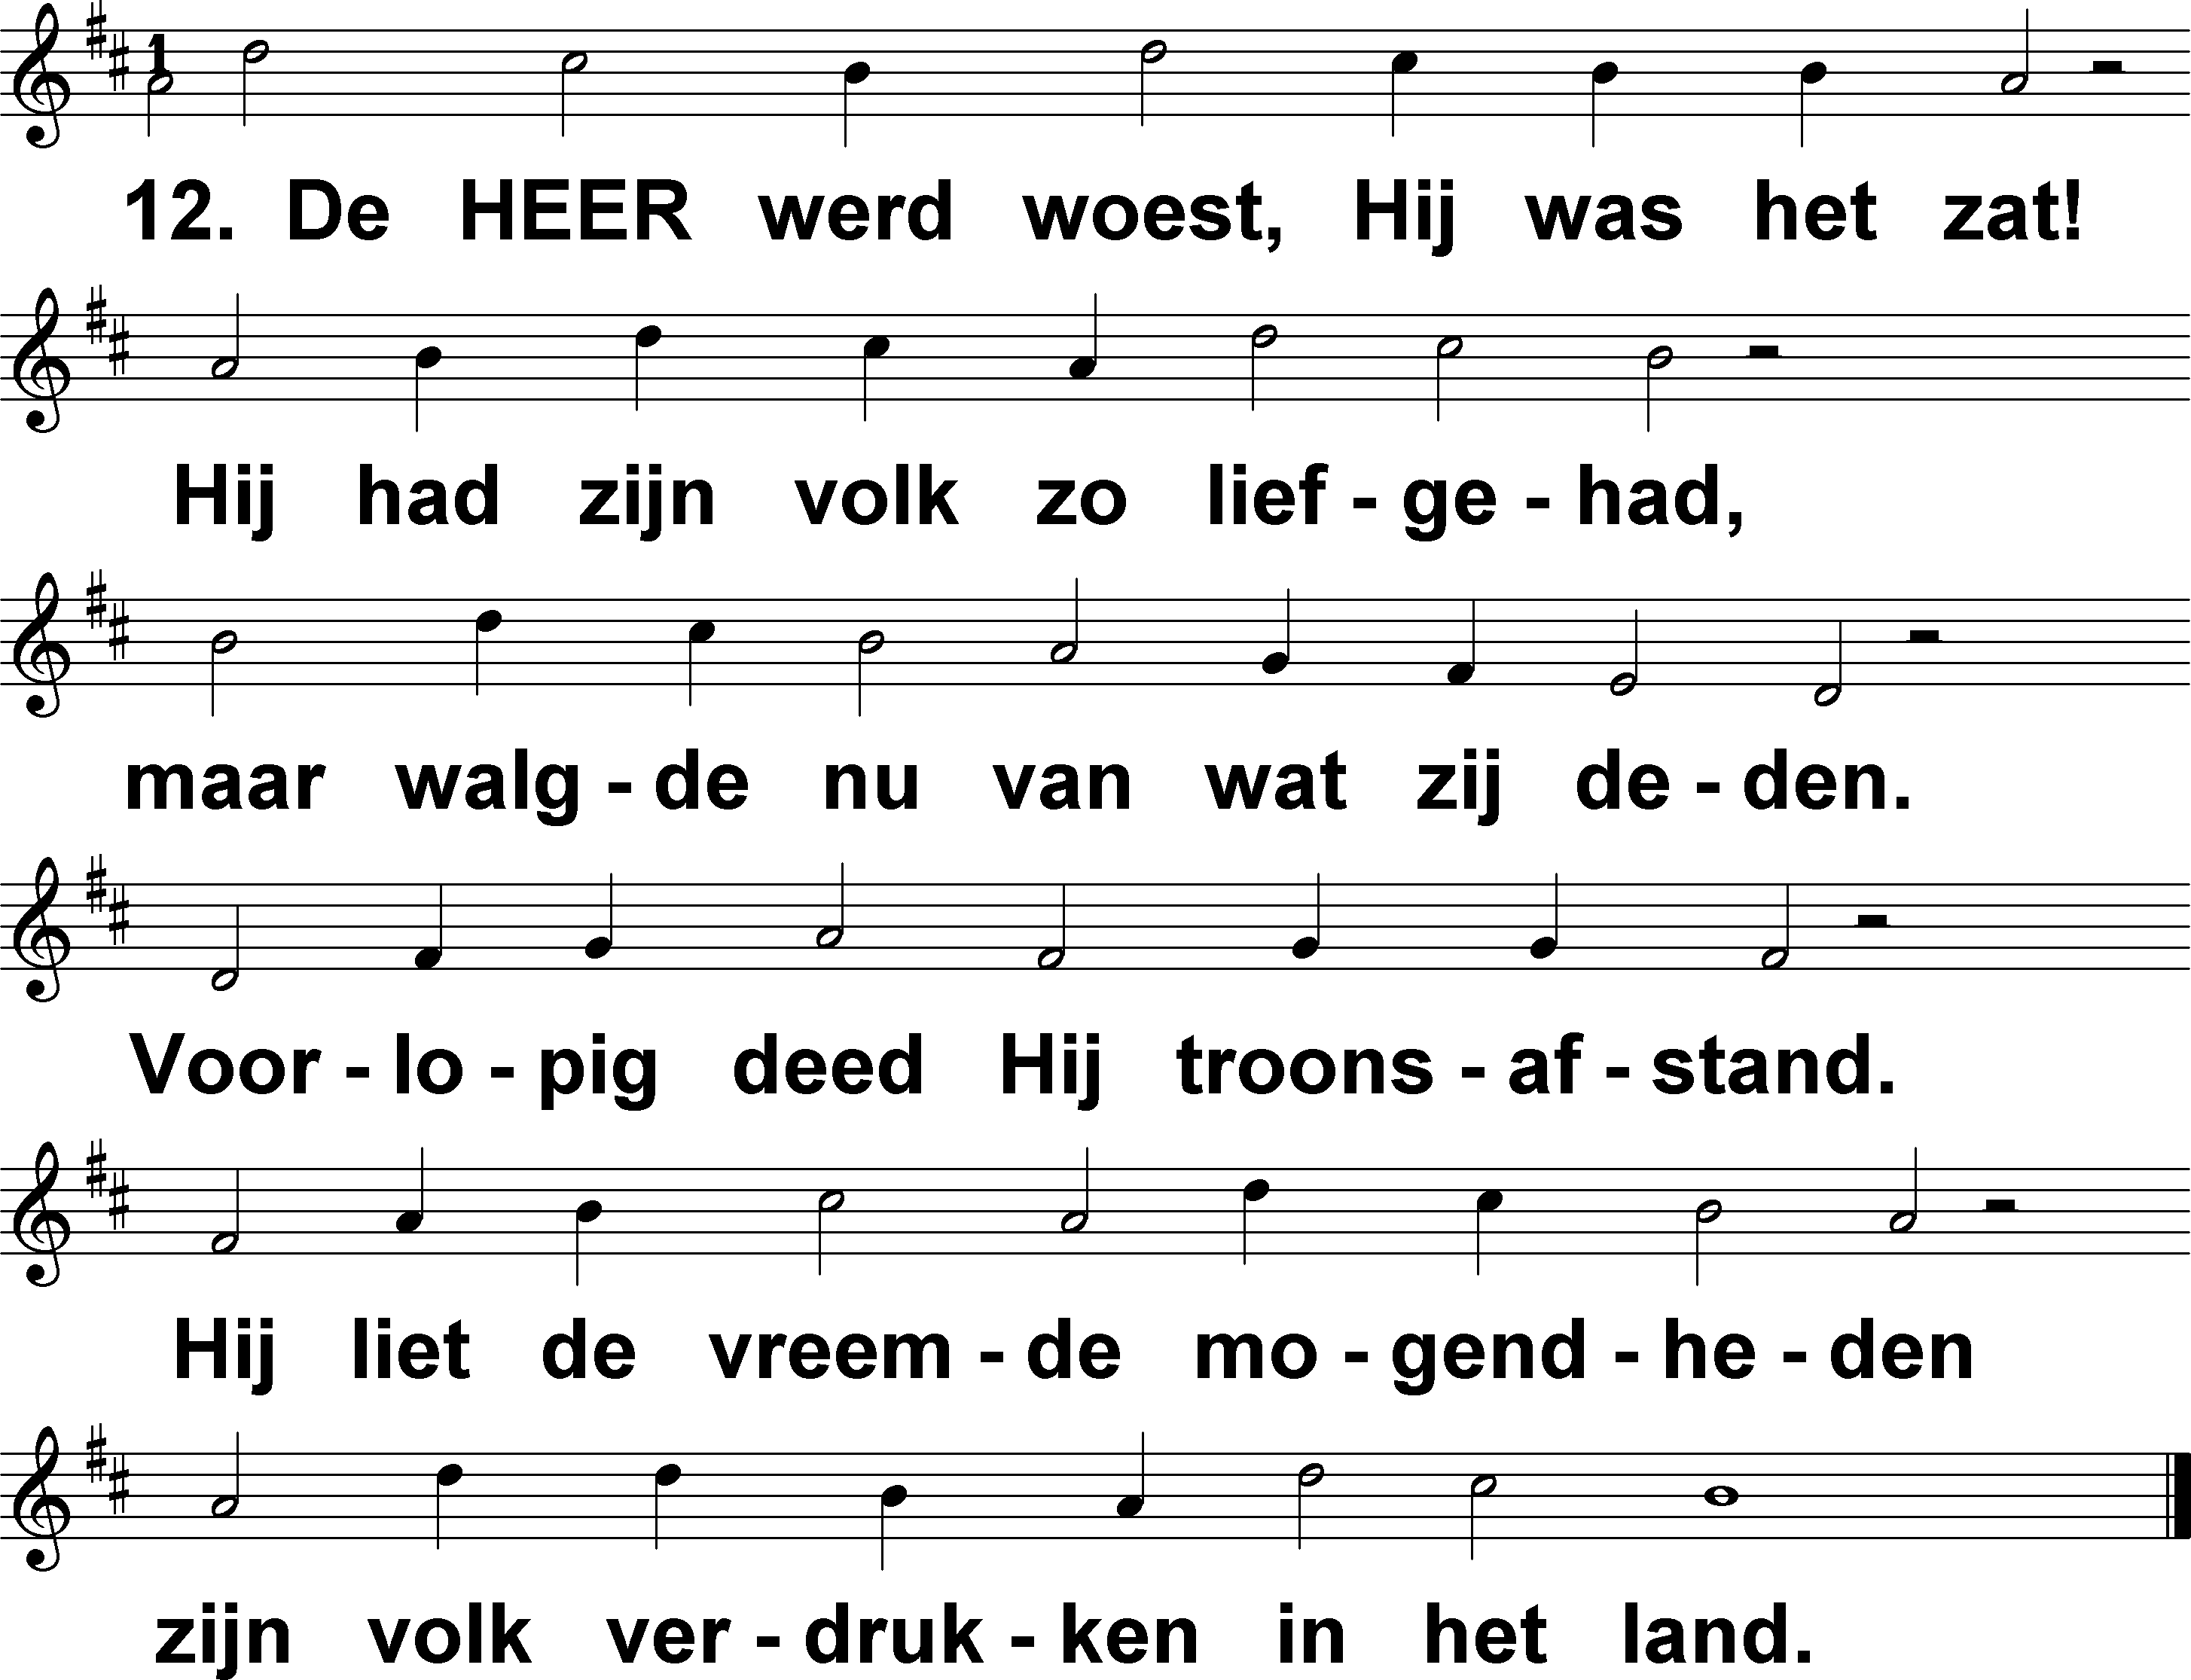 1
12. De HEER werd woest, Hij was het zat!
Hij had zijn volk zo lief - ge - had,
maar walg - de nu van wat zij de - den.
Voor - lo - pig deed Hij troons - af - stand.
Hij liet de vreem - de mo - gend - he - den
zijn volk ver - druk - ken in het land.